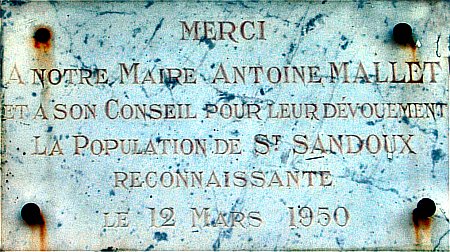 MERCI
A NOTRE MAIRE ANTOINE MALLET
ET A SON CONSEIL POUR LEUR DÉVOUEMENT
LA POPULATION DE ST SANDOUX
RECONNAISSANTE
LE 12 MARS 1950